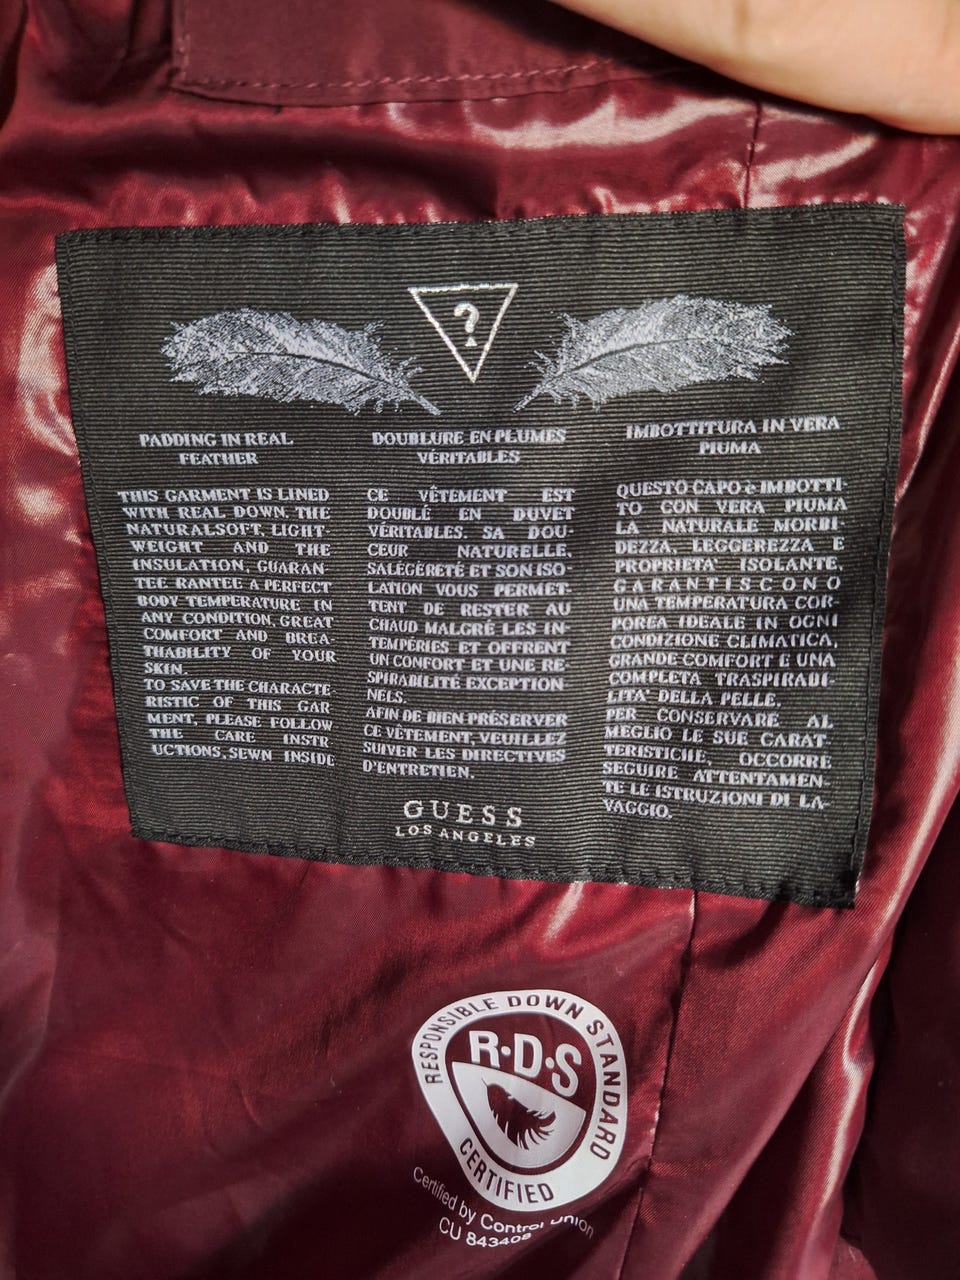 ?
PADDING IN REAL
FEATHER
THIS GARMENT IS LINED
WITH REAL DOWN. THE
NATURALSOFT, LIGHT
WEIGHT AND THE
INSULATION, GUARAN
TEE RANTEE A PERFECT
BODY TEMPERATURE IN
ANY CONDITION, GREAT
COMFORT AND BREA-
THABILITY OF YOUR
SKIN.
TO SAVE THE CHARACTE-
RISTIC OF THIS GAR
MENT, PLEASE FOLLOW
THE CARE INSTR
UCTIONS, SEWN INSIDE
DOUBLURE EN PLUMES
VÉRITABLES
CE VÊTEMENT EST
DOUBLÉ EN DUVET
VÉRITABLES. SA DOU-
CEUR NATURELLE,
SALÉGÉRETÉ ET SON ISO-
LATION VOUS PERMET-
TENT DE RESTER AU
CHAUD MALGRÉ LES IN-
TEMPÉRIES ET OFFRENT
UN CONFORT ET UNE RE-
SPIRABILITÉ EXCEPTION
NELS.
AFIN DE BIEN PRÉSERVER
CE VÊTEMENT, VEUILLEZ
SUIVER LES DIRECTIVES
D'ENTRETIEN.
IMBOTTITURA IN VERA
PIUMA
QUESTO CAPO è IMBOTTI-
TO CON VERA PIUMA
LA NATURALE MORBI-
DEZZA, LEGGEREZZA E
PROPRIETA' ISOLANTE,
GARANTISCONO
UNA TEMPERATURA COR-
POREA IDEALE IN OGNI
CONDIZIONE CLIMATICA,
GRANDE COMFORT E UNA
COMPLETA TRASPIRABI-
LITA' DELLA PELLE.
PER CONSERVARE AL
MEGLIO LE SUE CARAT-
TERISTICHE, OCCORRE
SEGUIRE ATTENTAMEN-
TE LE ISTRUZIONI DI LA-
VAGGIO.
GUESS
LOS ANGELES
RESPONSIBLE DOWN STANDARD
R·D·S
CERTIFIED
Certified by Control Union
CU 843408